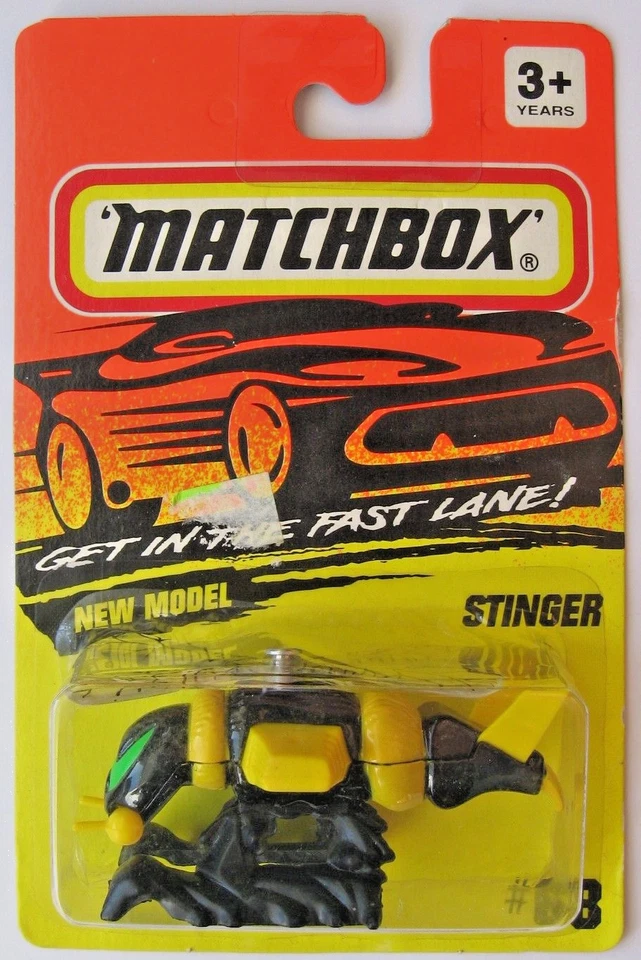 3+
YEARS
'MATCHBOX'®
GET IN THE FAST LANE!
NEW MODEL
STINGER